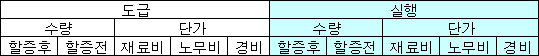 도급 실행
수량 단가 수량 단가
할증후 할증전 재료비 노무비 경비 할증후 할증전 재료비 노무비 경비